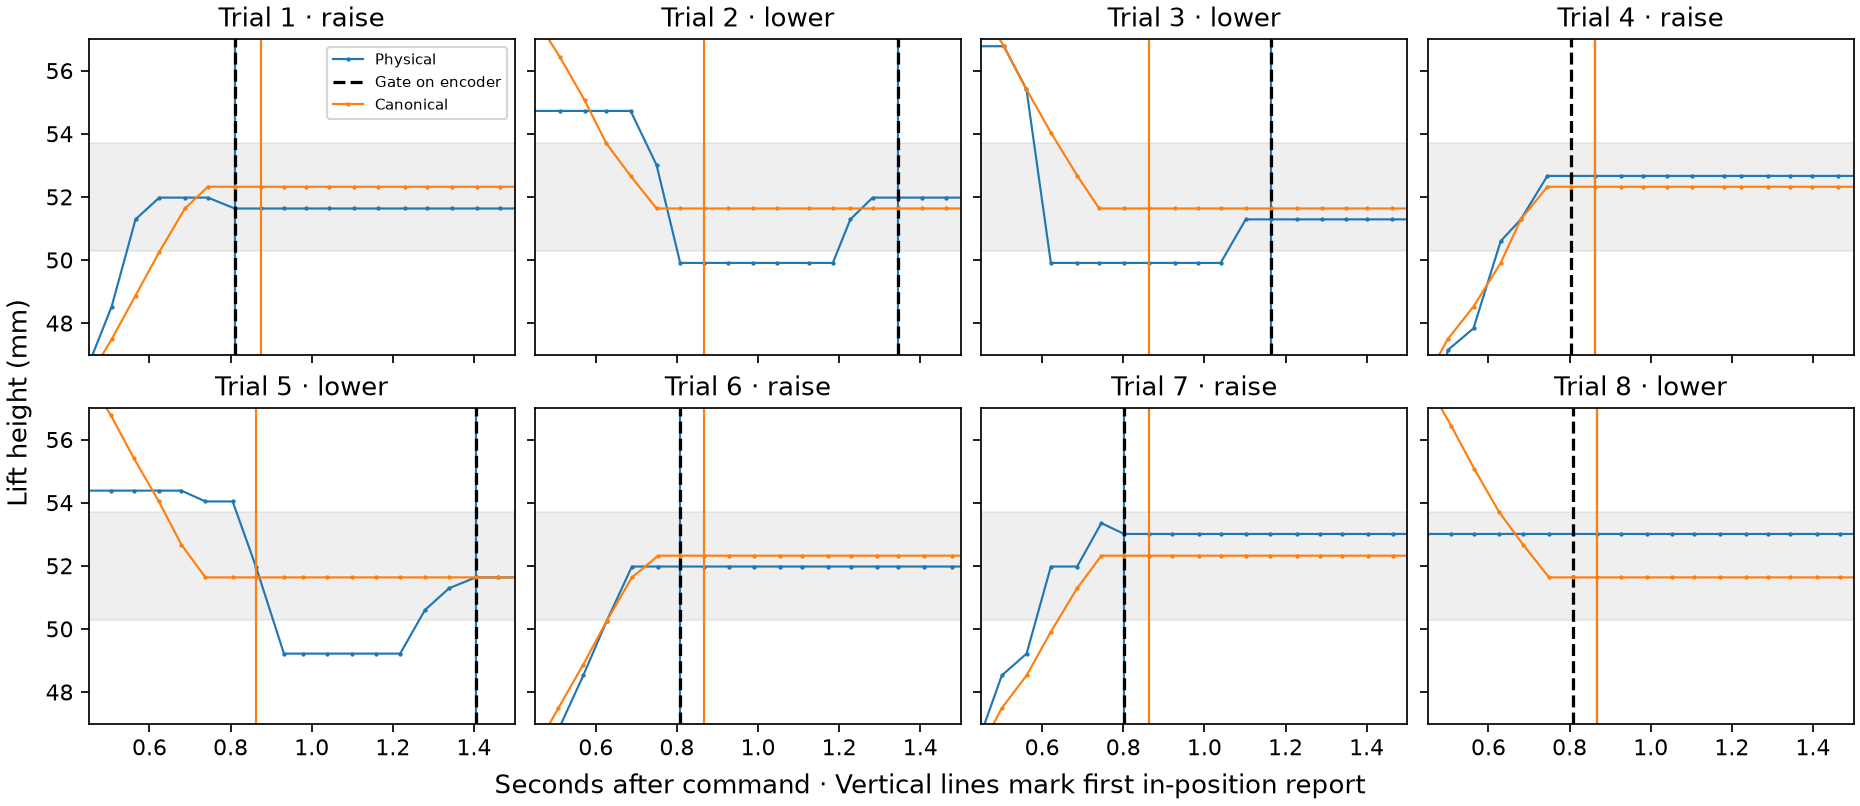 Trial 1 · raise
Trial 2 · lower
Trial 3 · lower
Trial 4 · raise
Physical
Gate on encoder
Canonical
56
54
52
50
48
Trial 5 · lower
Trial 6 · raise
Trial 7 · raise
Trial 8 · lower
56
54
52
50
48
Lift height (mm)
0.6 0.8 1.0 1.2 1.4
0.6 0.8 1.0 1.2 1.4
0.6 0.8 1.0 1.2 1.4
0.6 0.8 1.0 1.2 1.4
Seconds after command · Vertical lines mark first in-position report